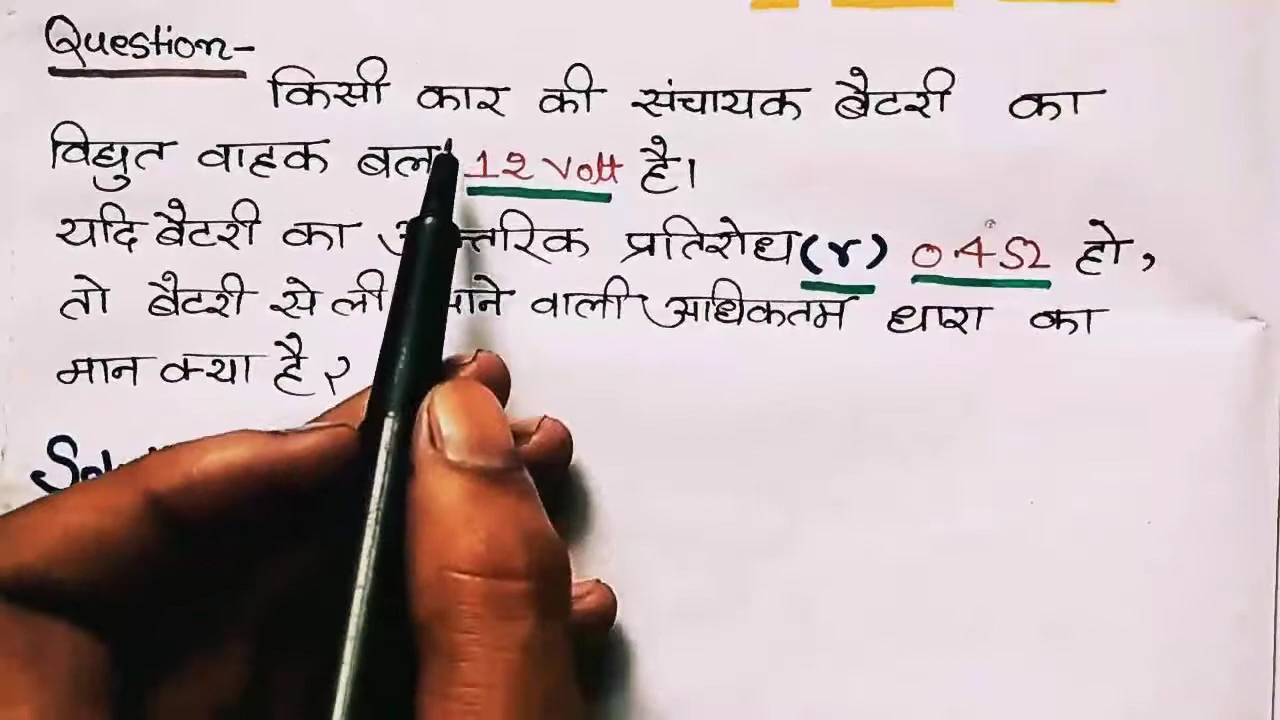 Question-
किसी कार की संचायक बैटरी का
विद्युत वाहक बल 12 Volt है।
यदि बैटरी का प्रतिरोध (r) 0.4Ω हो,
तो बैटरी से ली वाली अधिकतम धारा का
मान क्या है?